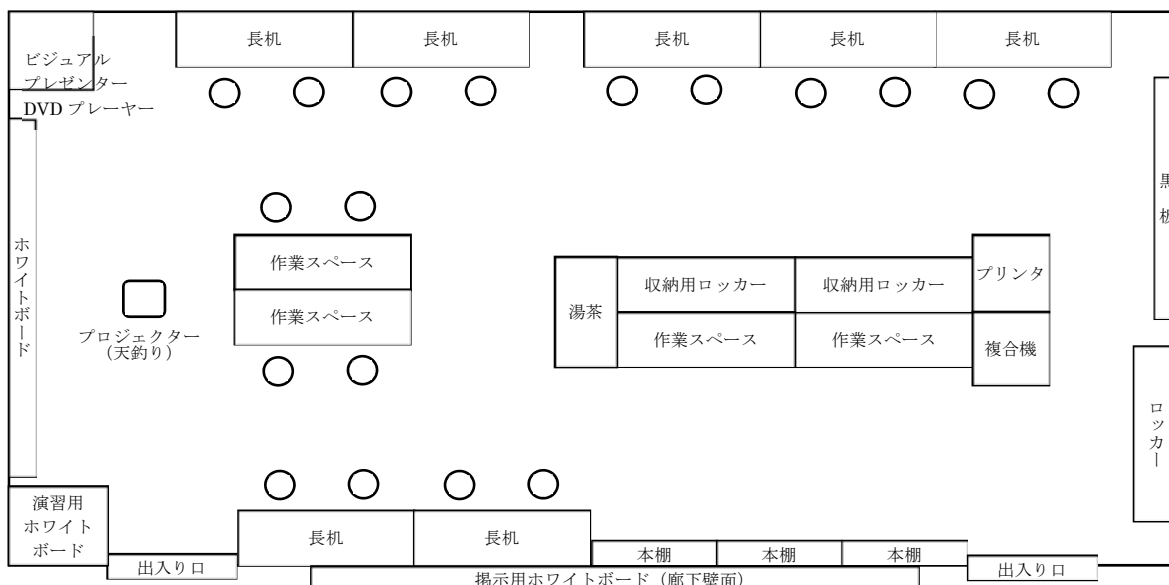 長机
長机
長机
長机
長机
ビジュアル
プレゼンター
DVD プレーヤー
黒
板
ホワイトボード
作業スペース
作業スペース
プロジェクター
（天釣り）
湯茶
収納用ロッカー
収納用ロッカー
プリンタ
作業スペース
作業スペース
複合機
ロッカー
演習用
ホワイト
ボード
長机
長机
本棚
本棚
本棚
出入り口
出入り口
掲示用ホワイトボード（廊下壁面）